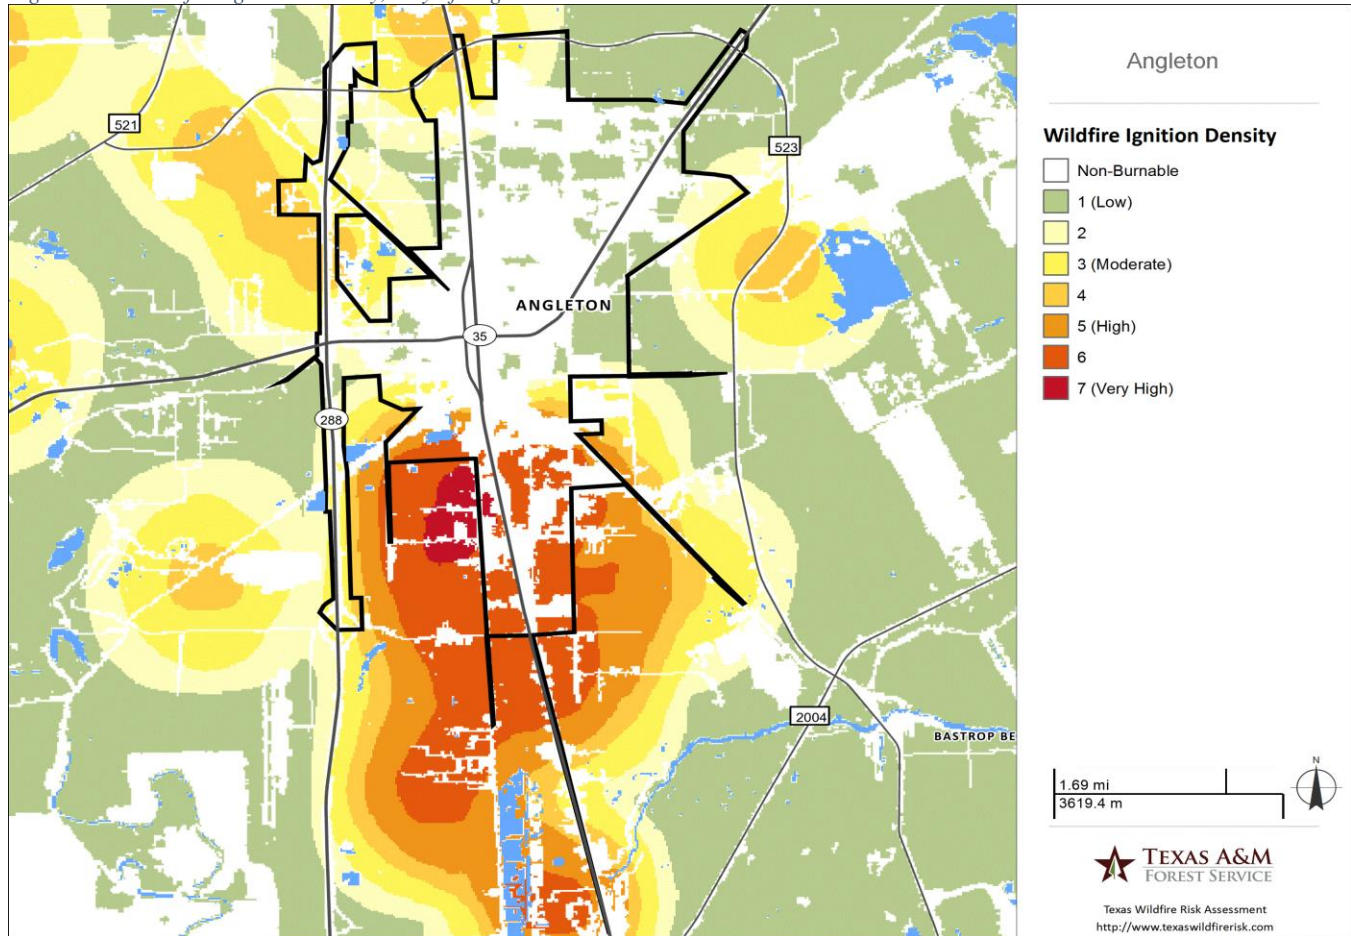 521
523
ANGLETON
35
288
2004
BASTROP BE
Angleton
Wildfire Ignition Density
Non-Burnable
1 (Low)
2
3 (Moderate)
4
5 (High)
6
7 (Very High)
1.69 mi
3619.4 m
N
TEXAS A&M
FOREST SERVICE
Texas Wildfire Risk Assessment
http://www.texaswildfirerisk.com